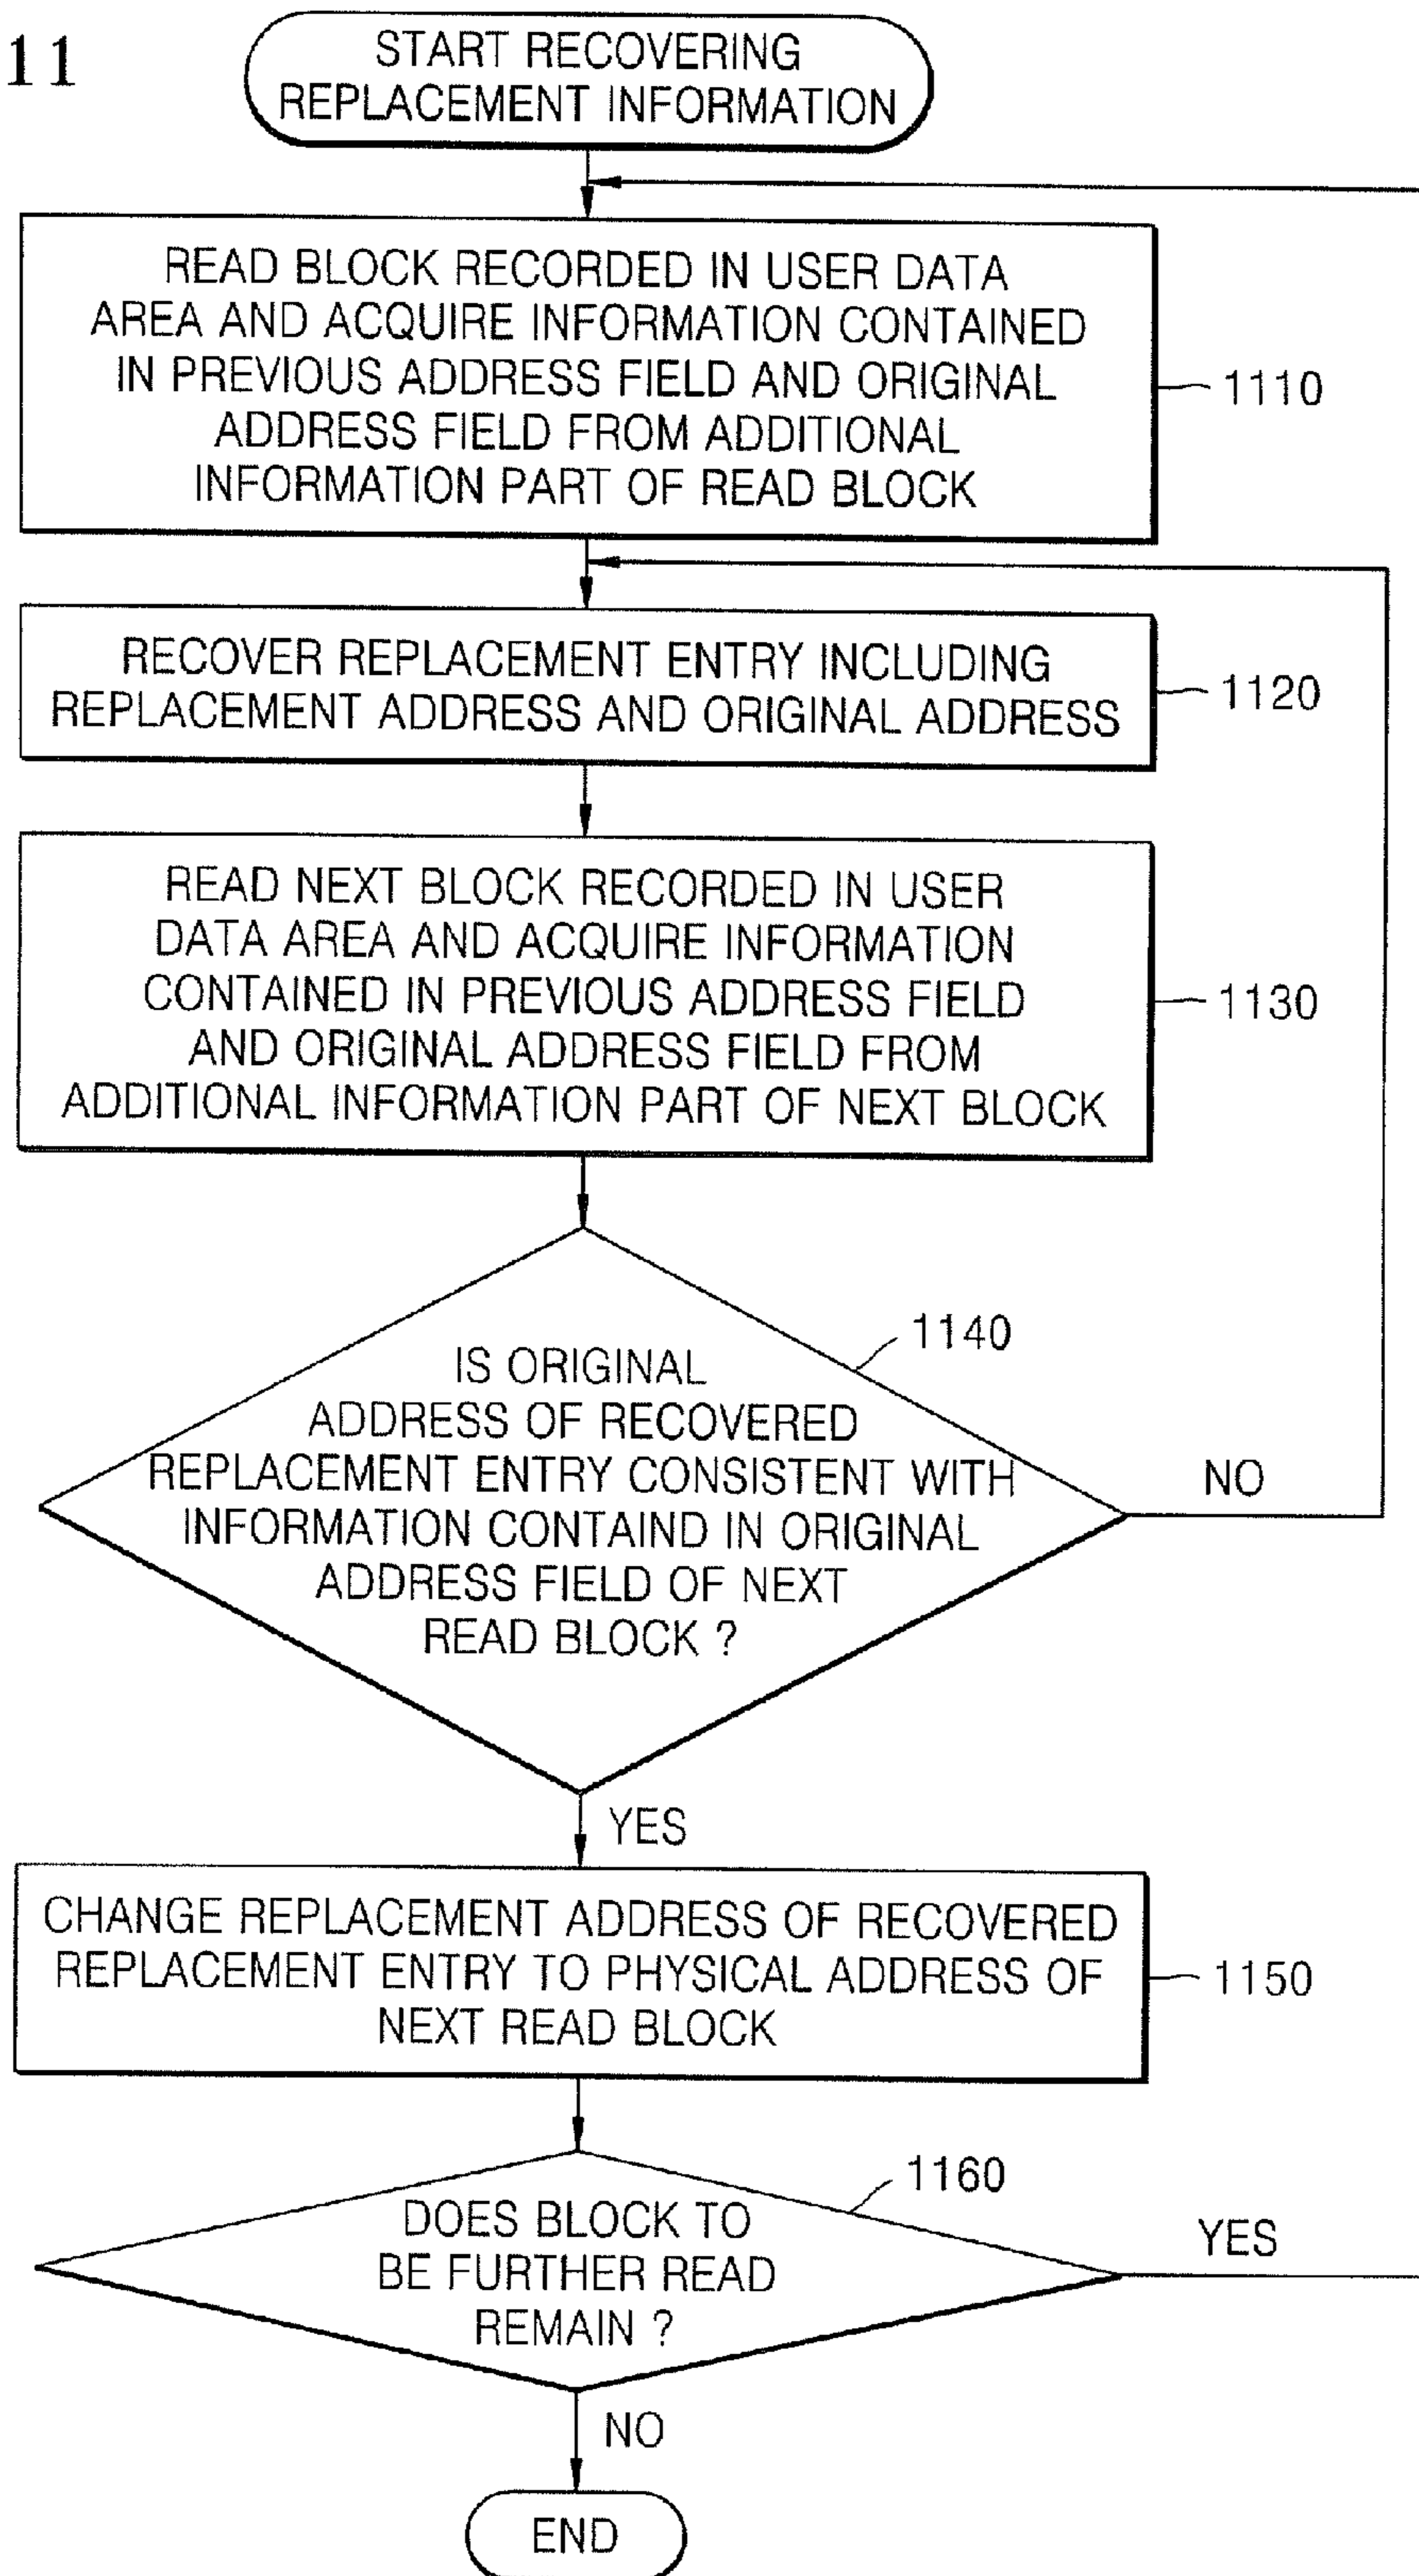 11
START RECOVERING
REPLACEMENT INFORMATION
READ BLOCK RECORDED IN USER DATA
AREA AND ACQUIRE INFORMATION CONTAINED
IN PREVIOUS ADDRESS FIELD AND ORIGINAL
ADDRESS FIELD FROM ADDITIONAL
INFORMATION PART OF READ BLOCK
1110
RECOVER REPLACEMENT ENTRY INCLUDING
REPLACEMENT ADDRESS AND ORIGINAL ADDRESS
1120
READ NEXT BLOCK RECORDED IN USER
DATA AREA AND ACQUIRE INFORMATION
CONTAINED IN PREVIOUS ADDRESS FIELD
AND ORIGINAL ADDRESS FIELD FROM
ADDITIONAL INFORMATION PART OF NEXT BLOCK
1130
1140
IS ORIGINAL
ADDRESS OF RECOVERED
REPLACEMENT ENTRY CONSISTENT WITH
INFORMATION CONTAIND IN ORIGINAL
ADDRESS FIELD OF NEXT
READ BLOCK ?
NO
YES
CHANGE REPLACEMENT ADDRESS OF RECOVERED
REPLACEMENT ENTRY TO PHYSICAL ADDRESS OF
NEXT READ BLOCK
1150
1160
DOES BLOCK TO
BE FURTHER READ
REMAIN ?
YES
NO
END